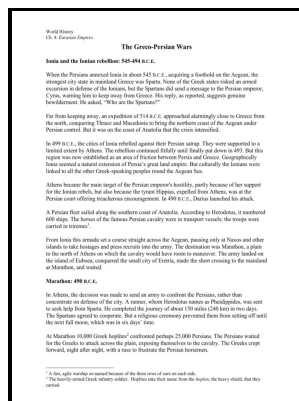 World History
Ch. 4: Eurasian Empires
The Greco-Persian Wars
Ionia and the Ionian rebellion: 545-494 B.C.E.
When the Persians annexed Ionia in about 545 B.C.E., acquiring a foothold on the Aegean, the
strongest city state in mainland Greece was Sparta. None of the Greek states risked an armed
excursion in defense of the Ionians, but the Spartans did send a message to the Persian emperor,
Cyrus, warning him to keep away from Greece. His reply, as reported, suggests genuine
bewilderment. He asked, "Who are the Spartans?"
Far from keeping away, an expedition of 514 B.C.E. approached alarmingly close to Greece from
the north, conquering Thrace and Macedonia to bring the northern coast of the Aegean under
Persian control. But it was on the coast of Anatolia that the crisis intensified.
In 499 B.C.E., the cities of Ionia rebelled against their Persian satrap. They were supported to a
limited extent by Athens. The rebellion continued fitfully until finally put down in 493. But this
region was now established as an area of friction between Persia and Greece. Geographically
Ionia seemed a natural extension of Persia's great land empire. But culturally the Ionians were
linked to all the other Greek-speaking peoples round the Aegean Sea.
Athens became the main target of the Persian emperor's hostility, partly because of her support
for the Ionian rebels, but also because the tyrant Hippias, expelled from Athens, was at the
Persian court offering treacherous encouragement. In 490 B.C.E., Darius launched his attack.
A Persian fleet sailed along the southern coast of Anatolia. According to Herodotus, it numbered
600 ships. The horses of the famous Persian cavalry were in transport vessels; the troops were
carried in triremes¹.
From Ionia this armada set a course straight across the Aegean, pausing only at Naxos and other
islands to take hostages and press recruits into the army. The destination was Marathon, a plain
to the north of Athens on which the cavalry would have room to maneuver. The army landed on
the island of Euboea, conquered the small city of Eretria, made the short crossing to the mainland
at Marathon, and waited.
Marathon: 490 B.C.E.
In Athens, the decision was made to send an army to confront the Persians, rather than
concentrate on defense of the city. A runner, whom Herodotus names as Pheidippides, was sent
to seek help from Sparta. He completed the journey of about 150 miles (240 km) in two days.
The Spartans agreed to cooperate. But a religious ceremony prevented them from setting off until
the next full moon, which was in six days' time.
At Marathon 10,000 Greek hoplites² confronted perhaps 25,000 Persians. The Persians waited
for the Greeks to attack across the plain, exposing themselves to the cavalry. The Greeks crept
forward, night after night, with a ruse to frustrate the Persian horsemen.
¹ A fast, agile warship so named because of the three rows of oars on each side.
² The heavily-armed Greek infantry soldier. Hoplites take their name from the hoplon, the heavy shield, that they
carried.